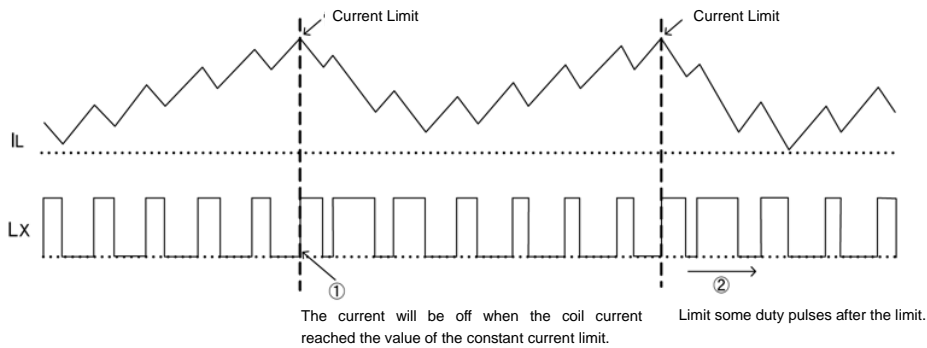 Current Limit
Current Limit
IL
Lx
①
②
The current will be off when the coil current
reached the value of the constant current limit.
Limit some duty pulses after the limit.